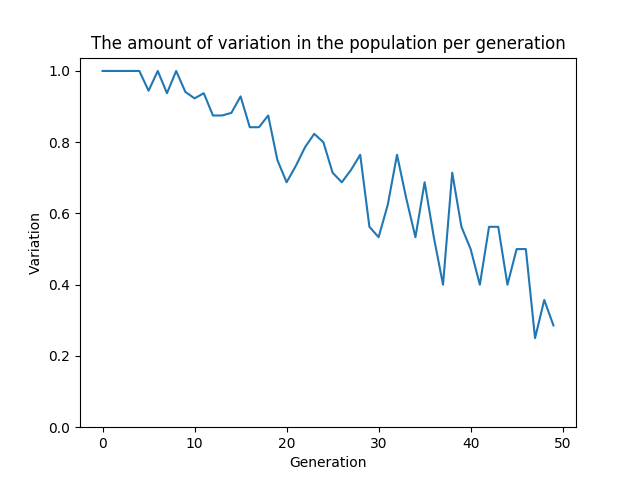 The amount of variation in the population per generation
1.0
0.8
0.6
0.4
0.2
0.0
Variation
0 10 20 30 40 50
Generation